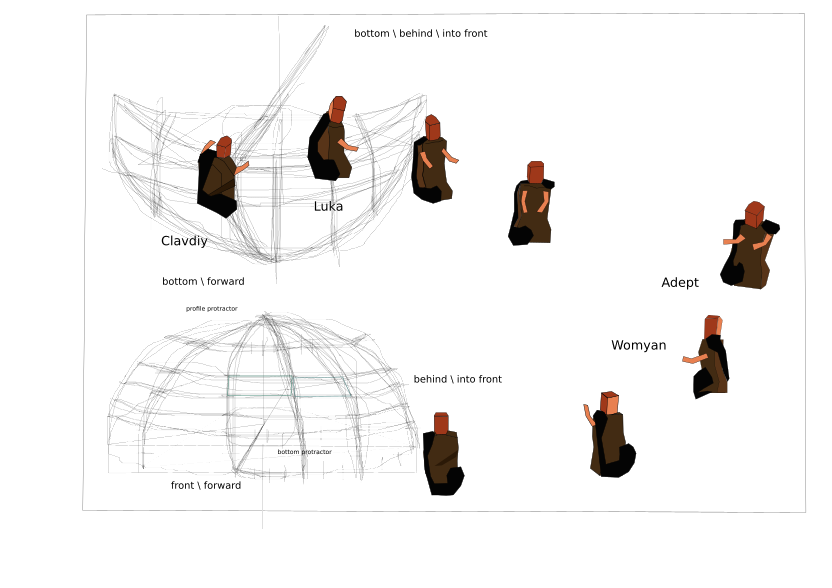 bottom \ behind \ into front
Luka
Clavdiy
bottom \ forward
Adept
profile protractor
Womyan
behind \ into front
bottom protractor
front \ forward